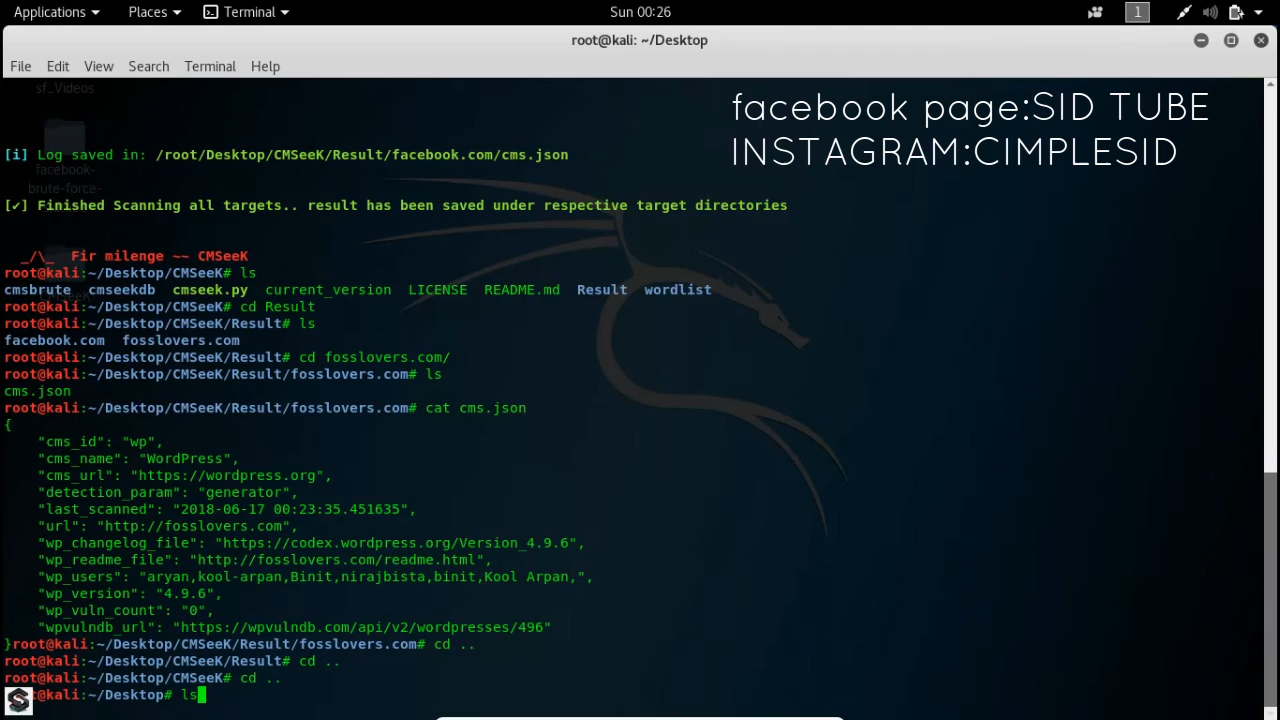 Applications Places Terminal Sun 00:26 1
root@kali: ~/Desktop
File Edit View Search Terminal Help
sf_Videos
facebook page:SID TUBE
INSTAGRAM:CIMPLESID
[i] Log saved in: /root/Desktop/CMSeeK/Result/facebook.com/cms.json
facebook-
brute-force-
[✔] Finished Scanning all targets.. result has been saved under respective target directories
_/\_ Fir milenge ~~ CMSeeK
root@kali:~/Desktop/CMSeeK# ls
cmsbrute cmseekdb cmseek.py current_version LICENSE README.md Result wordlist
root@kali:~/Desktop/CMSeeK# cd Result
root@kali:~/Desktop/CMSeeK/Result# ls
facebook.com fosslovers.com
root@kali:~/Desktop/CMSeeK/Result# cd fosslovers.com/
root@kali:~/Desktop/CMSeeK/Result/fosslovers.com# ls
cms.json
root@kali:~/Desktop/CMSeeK/Result/fosslovers.com# cat cms.json
{
"cms_id": "wp",
"cms_name": "WordPress",
"cms_url": "https://wordpress.org",
"detection_param": "generator",
"last_scanned": "2018-06-17 00:23:35.451635",
"url": "http://fosslovers.com",
"wp_changelog_file": "https://codex.wordpress.org/Version_4.9.6",
"wp_readme_file": "http://fosslovers.com/readme.html",
"wp_users": "aryan,kool-arpan,Binit,nirajbista,binit,Kool Arpan,",
"wp_version": "4.9.6",
"wp_vuln_count": "0",
"wpvulndb_url": "https://wpvulndb.com/api/v2/wordpresses/496"
}root@kali:~/Desktop/CMSeeK/Result/fosslovers.com# cd ..
root@kali:~/Desktop/CMSeeK/Result# cd ..
root@kali:~/Desktop/CMSeeK# cd ..
t@kali:~/Desktop# ls